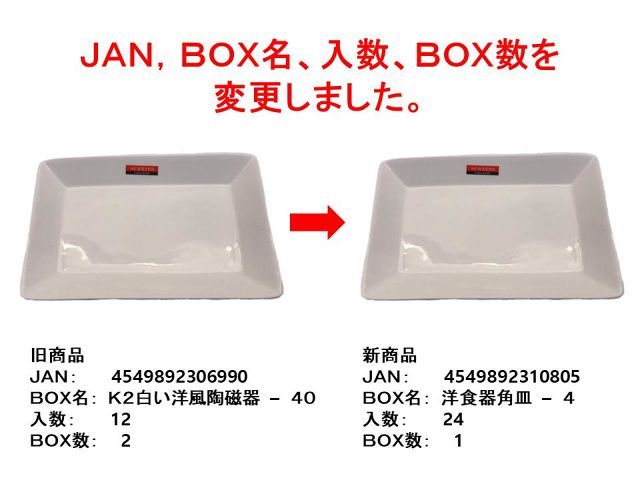 JAN, BOX名、入数、BOX数を
変更しました。
旧商品
JAN: 4549892306990
BOX名: K2白い洋風陶磁器 - 40
入数: 12
BOX数: 2
新商品
JAN: 4549892310805
BOX名: 洋食器角皿 - 4
入数: 24
BOX数: 1